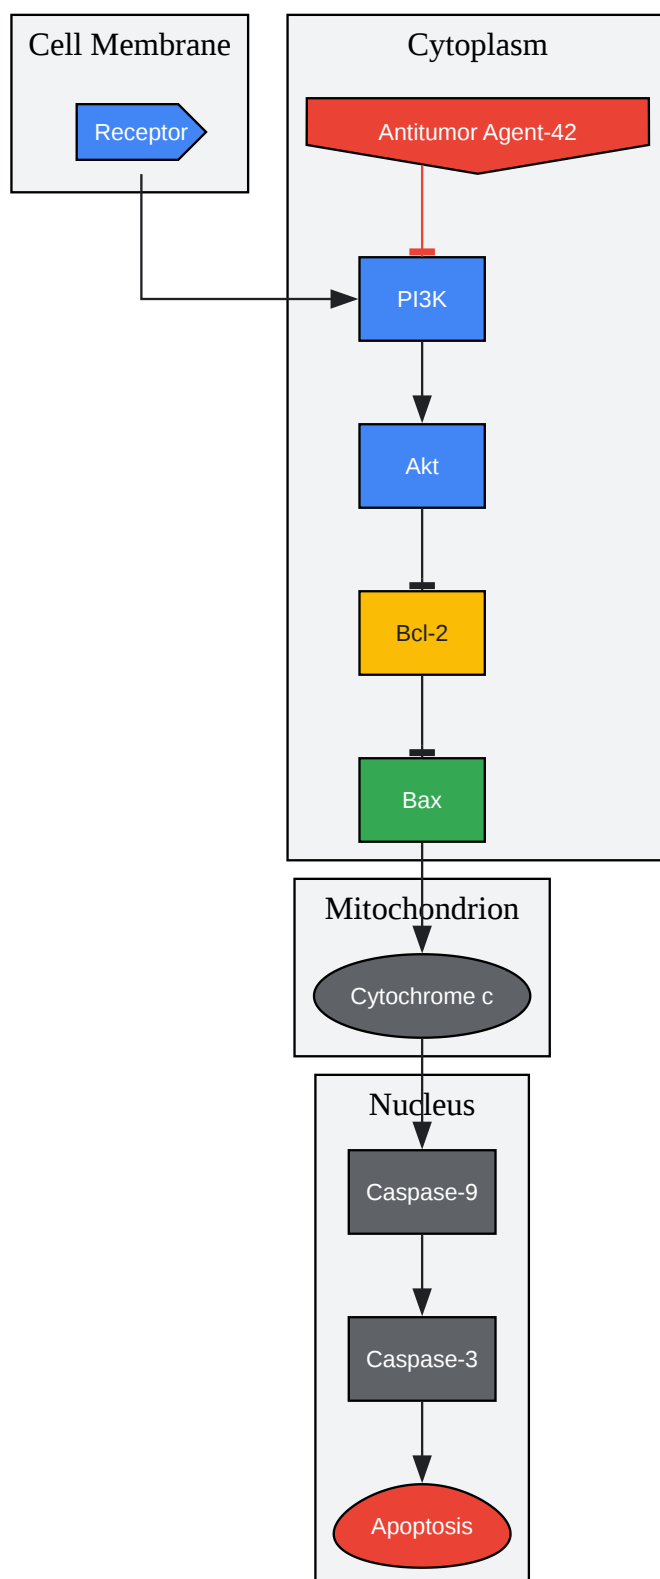 Cell Membrane
Receptor
Cytoplasm
Antitumor Agent-42
PI3K
Akt
Bcl-2
Bax
Mitochondrion
Cytochrome c
Nucleus
Caspase-9
Caspase-3
Apoptosis